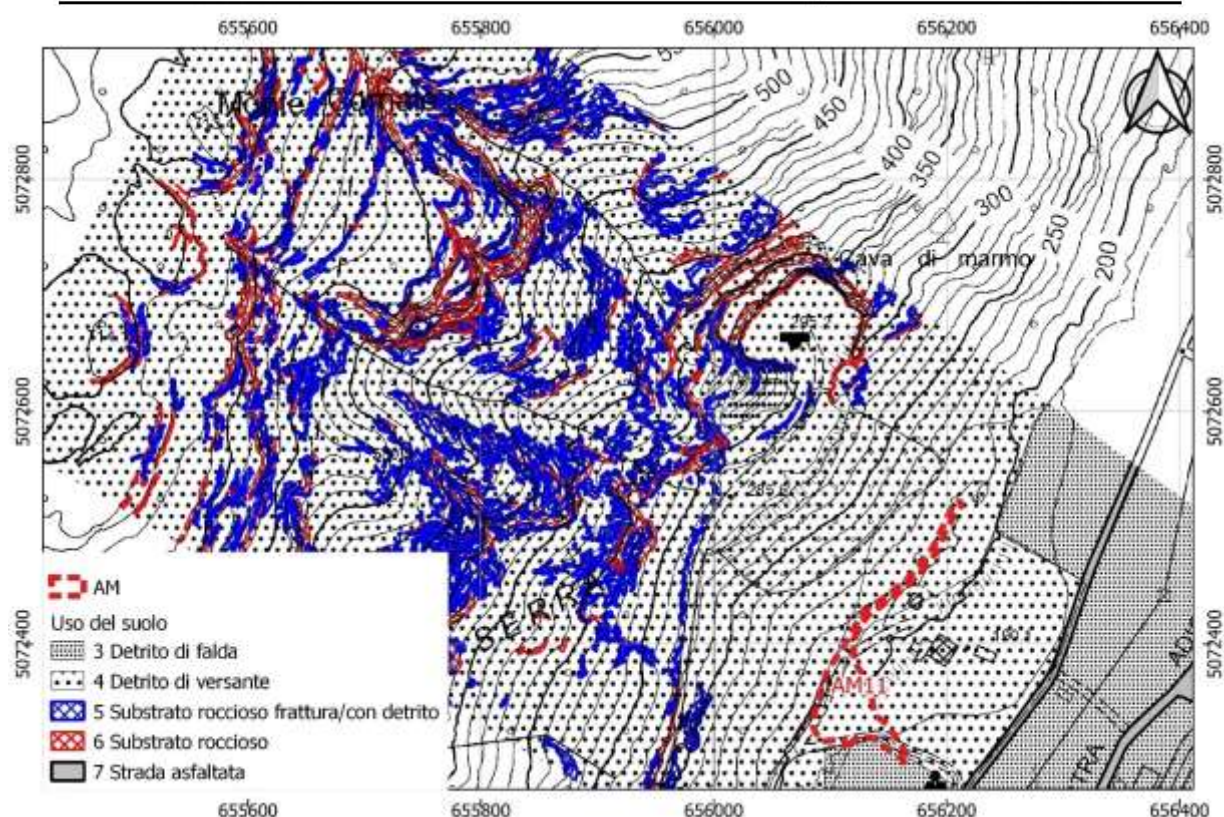 655600 655800 656000 656200 656400
500
450
400
350
300
250
200
5072800 5072800
Cava di marmo
5072600 5072600
5072400 5072400
SERRA
AM11
AM
Uso del suolo
3 Detrito di falda
4 Detrito di versante
5 Substrato roccioso frattura/con detrito
6 Substrato roccioso
7 Strada asfaltata
TRA
655600 655800 656000 656200 656400